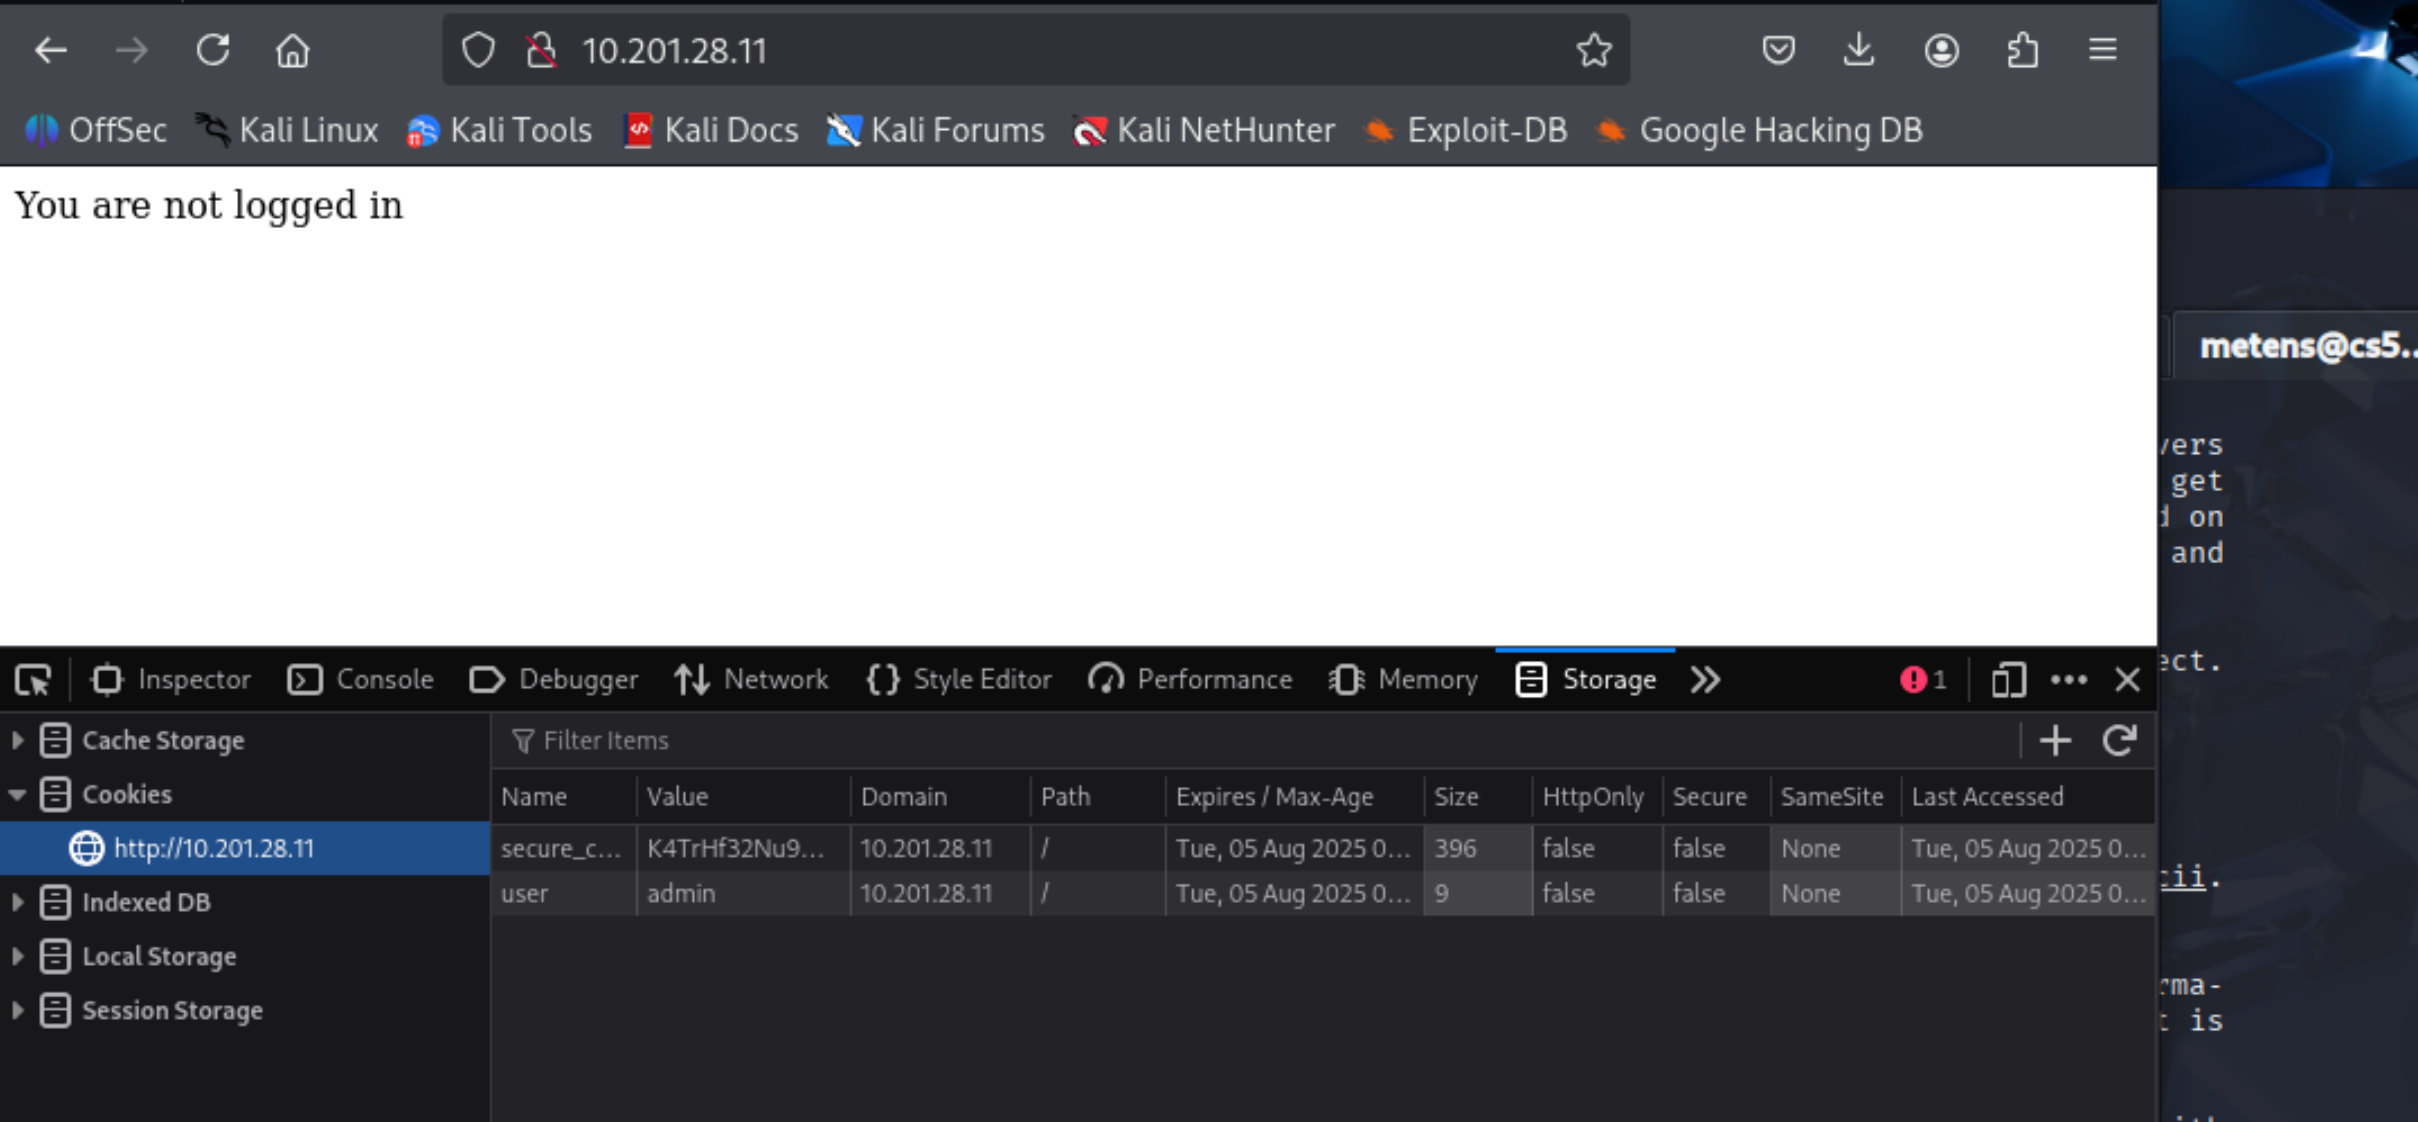 10.201.28.11
OffSec Kali Linux Kali Tools Kali Docs Kali Forums Kali NetHunter Exploit-DB Google Hacking DB
You are not logged in
metens@cs5..
vers
get
d on
and
ect.
Inspector Console Debugger Network Style Editor Performance Memory Storage 1
Cache Storage
Cookies
http://10.201.28.11
Indexed DB
Local Storage
Session Storage
Filter Items
Name Value Domain Path Expires / Max-Age Size HttpOnly Secure SameSite Last Accessed
secure_c... K4TrHf32Nu9... 10.201.28.11 / Tue, 05 Aug 2025 0... 396 false false None Tue, 05 Aug 2025 0...
user admin 10.201.28.11 / Tue, 05 Aug 2025 0... 9 false false None Tue, 05 Aug 2025 0...
cii.
rma-
t is